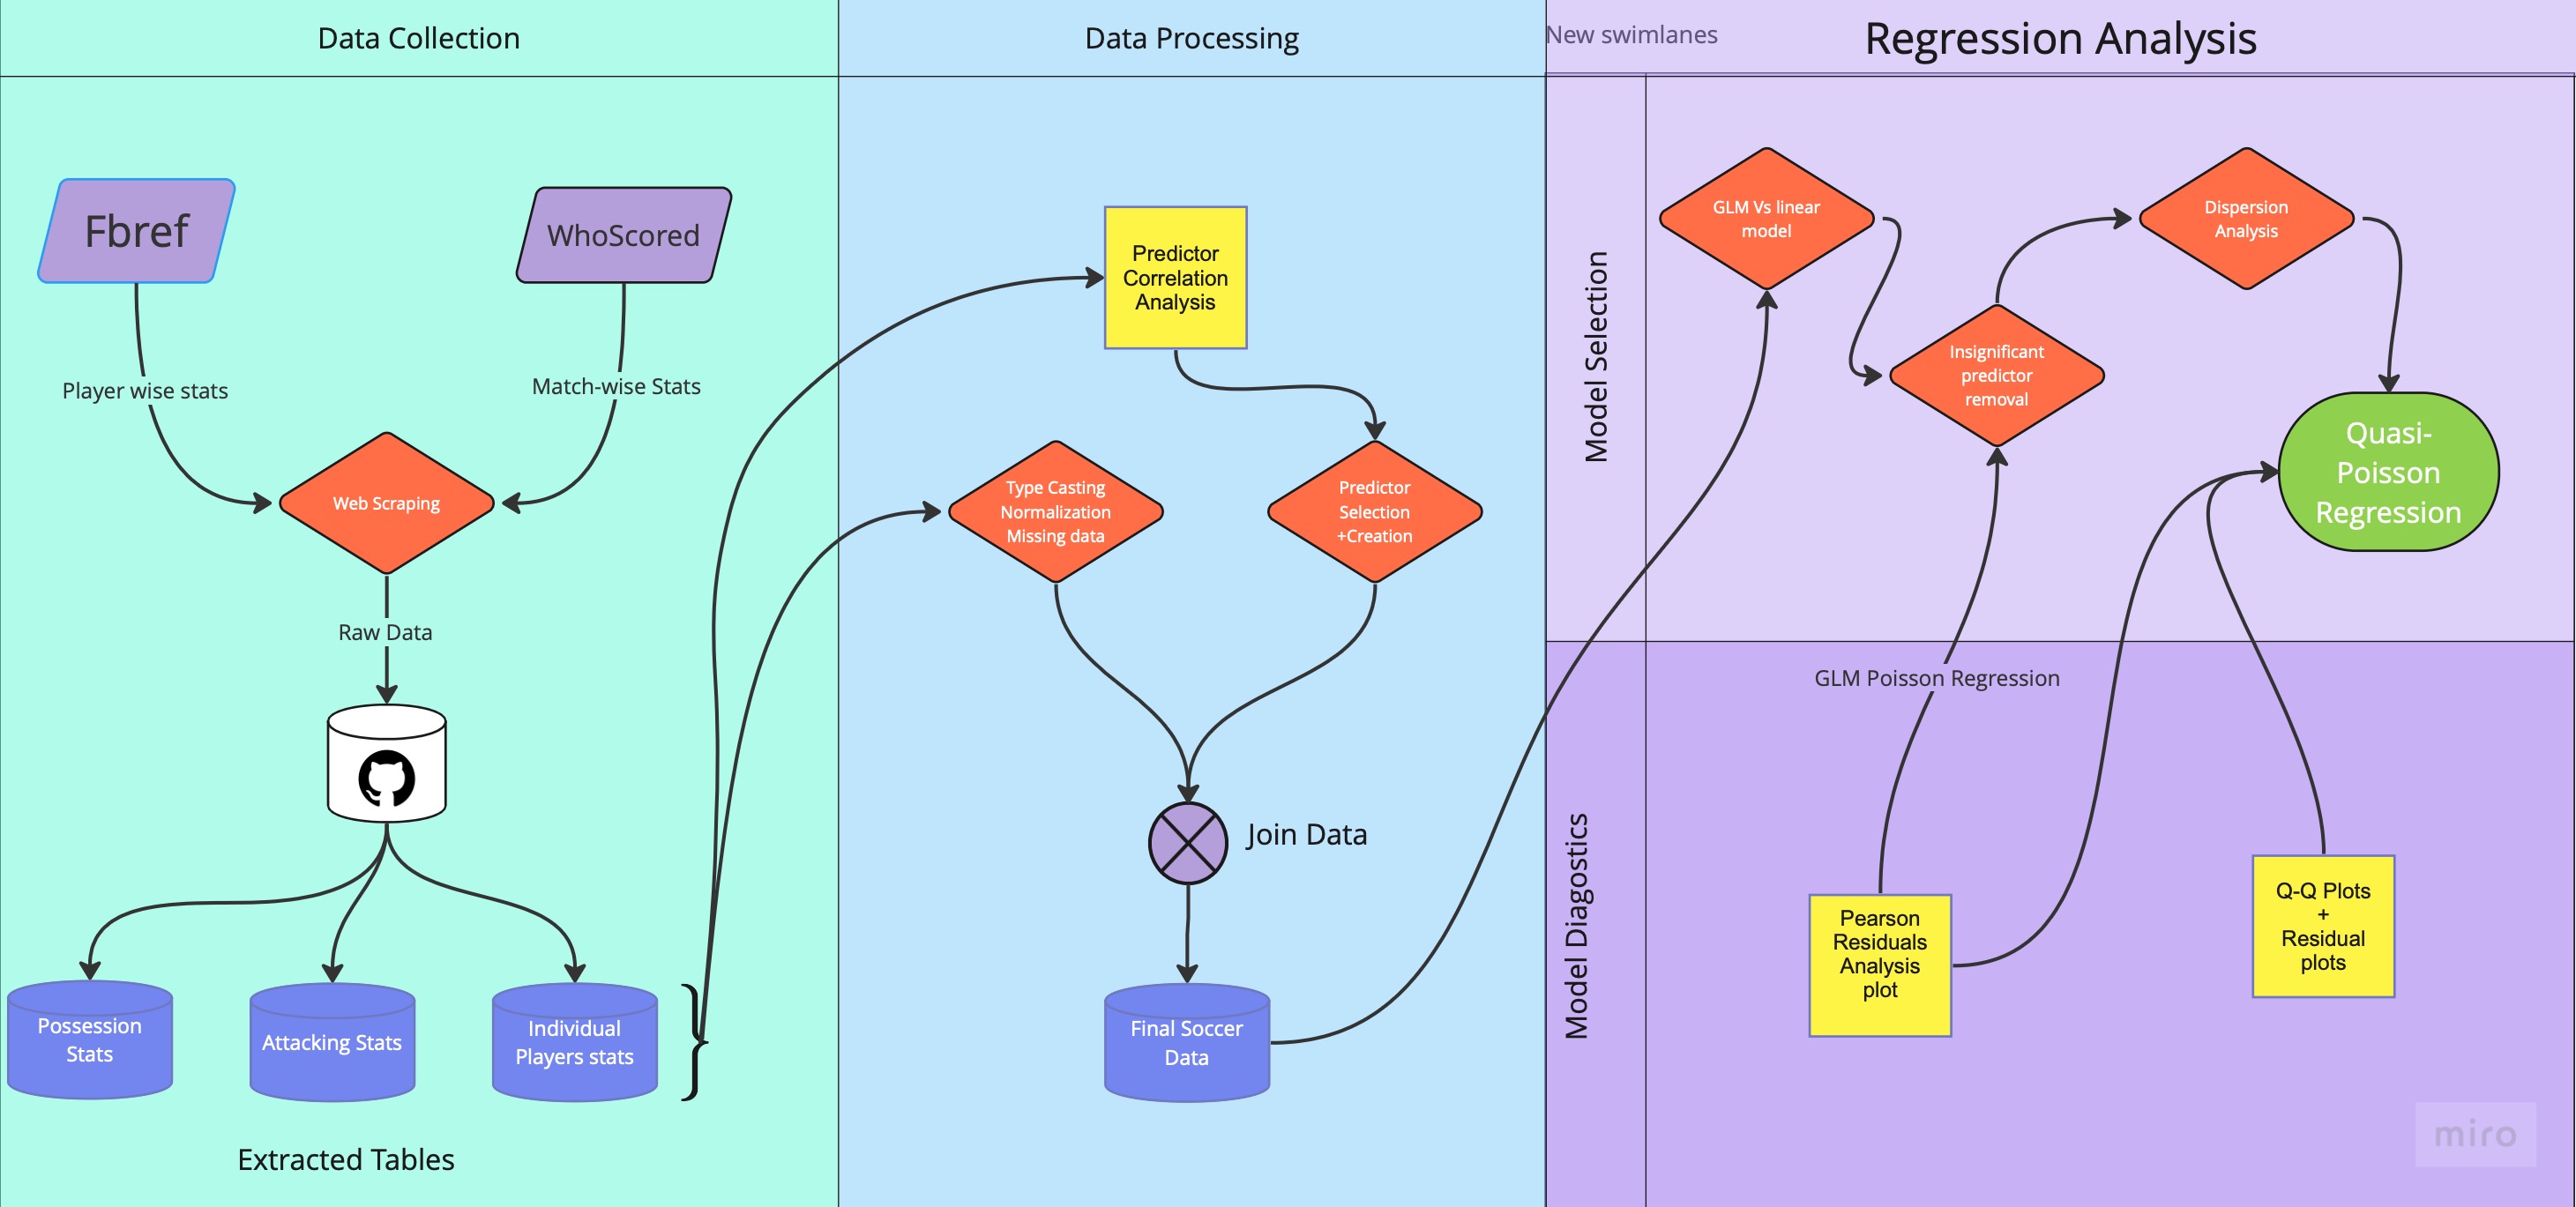 Data Collection
Data Processing
New swimlanes
Regression Analysis
Fbref
WhoScored
Player wise stats
Match-wise Stats
Web Scraping
Raw Data
Possession
Stats
Attacking Stats
Individual
Players stats
}
Extracted Tables
Predictor
Correlation
Analysis
Type Casting
Normalization
Missing data
Predictor
Selection
+Creation
Join Data
Final Soccer
Data
Model Selection
GLM Vs linear
model
Insignificant
predictor
removal
Dispersion
Analysis
Quasi-
Poisson
Regression
Model Diagnostics
GLM Poisson Regression
Pearson
Residuals
Analysis
plot
Q-Q Plots
+
Residual
plots
miro